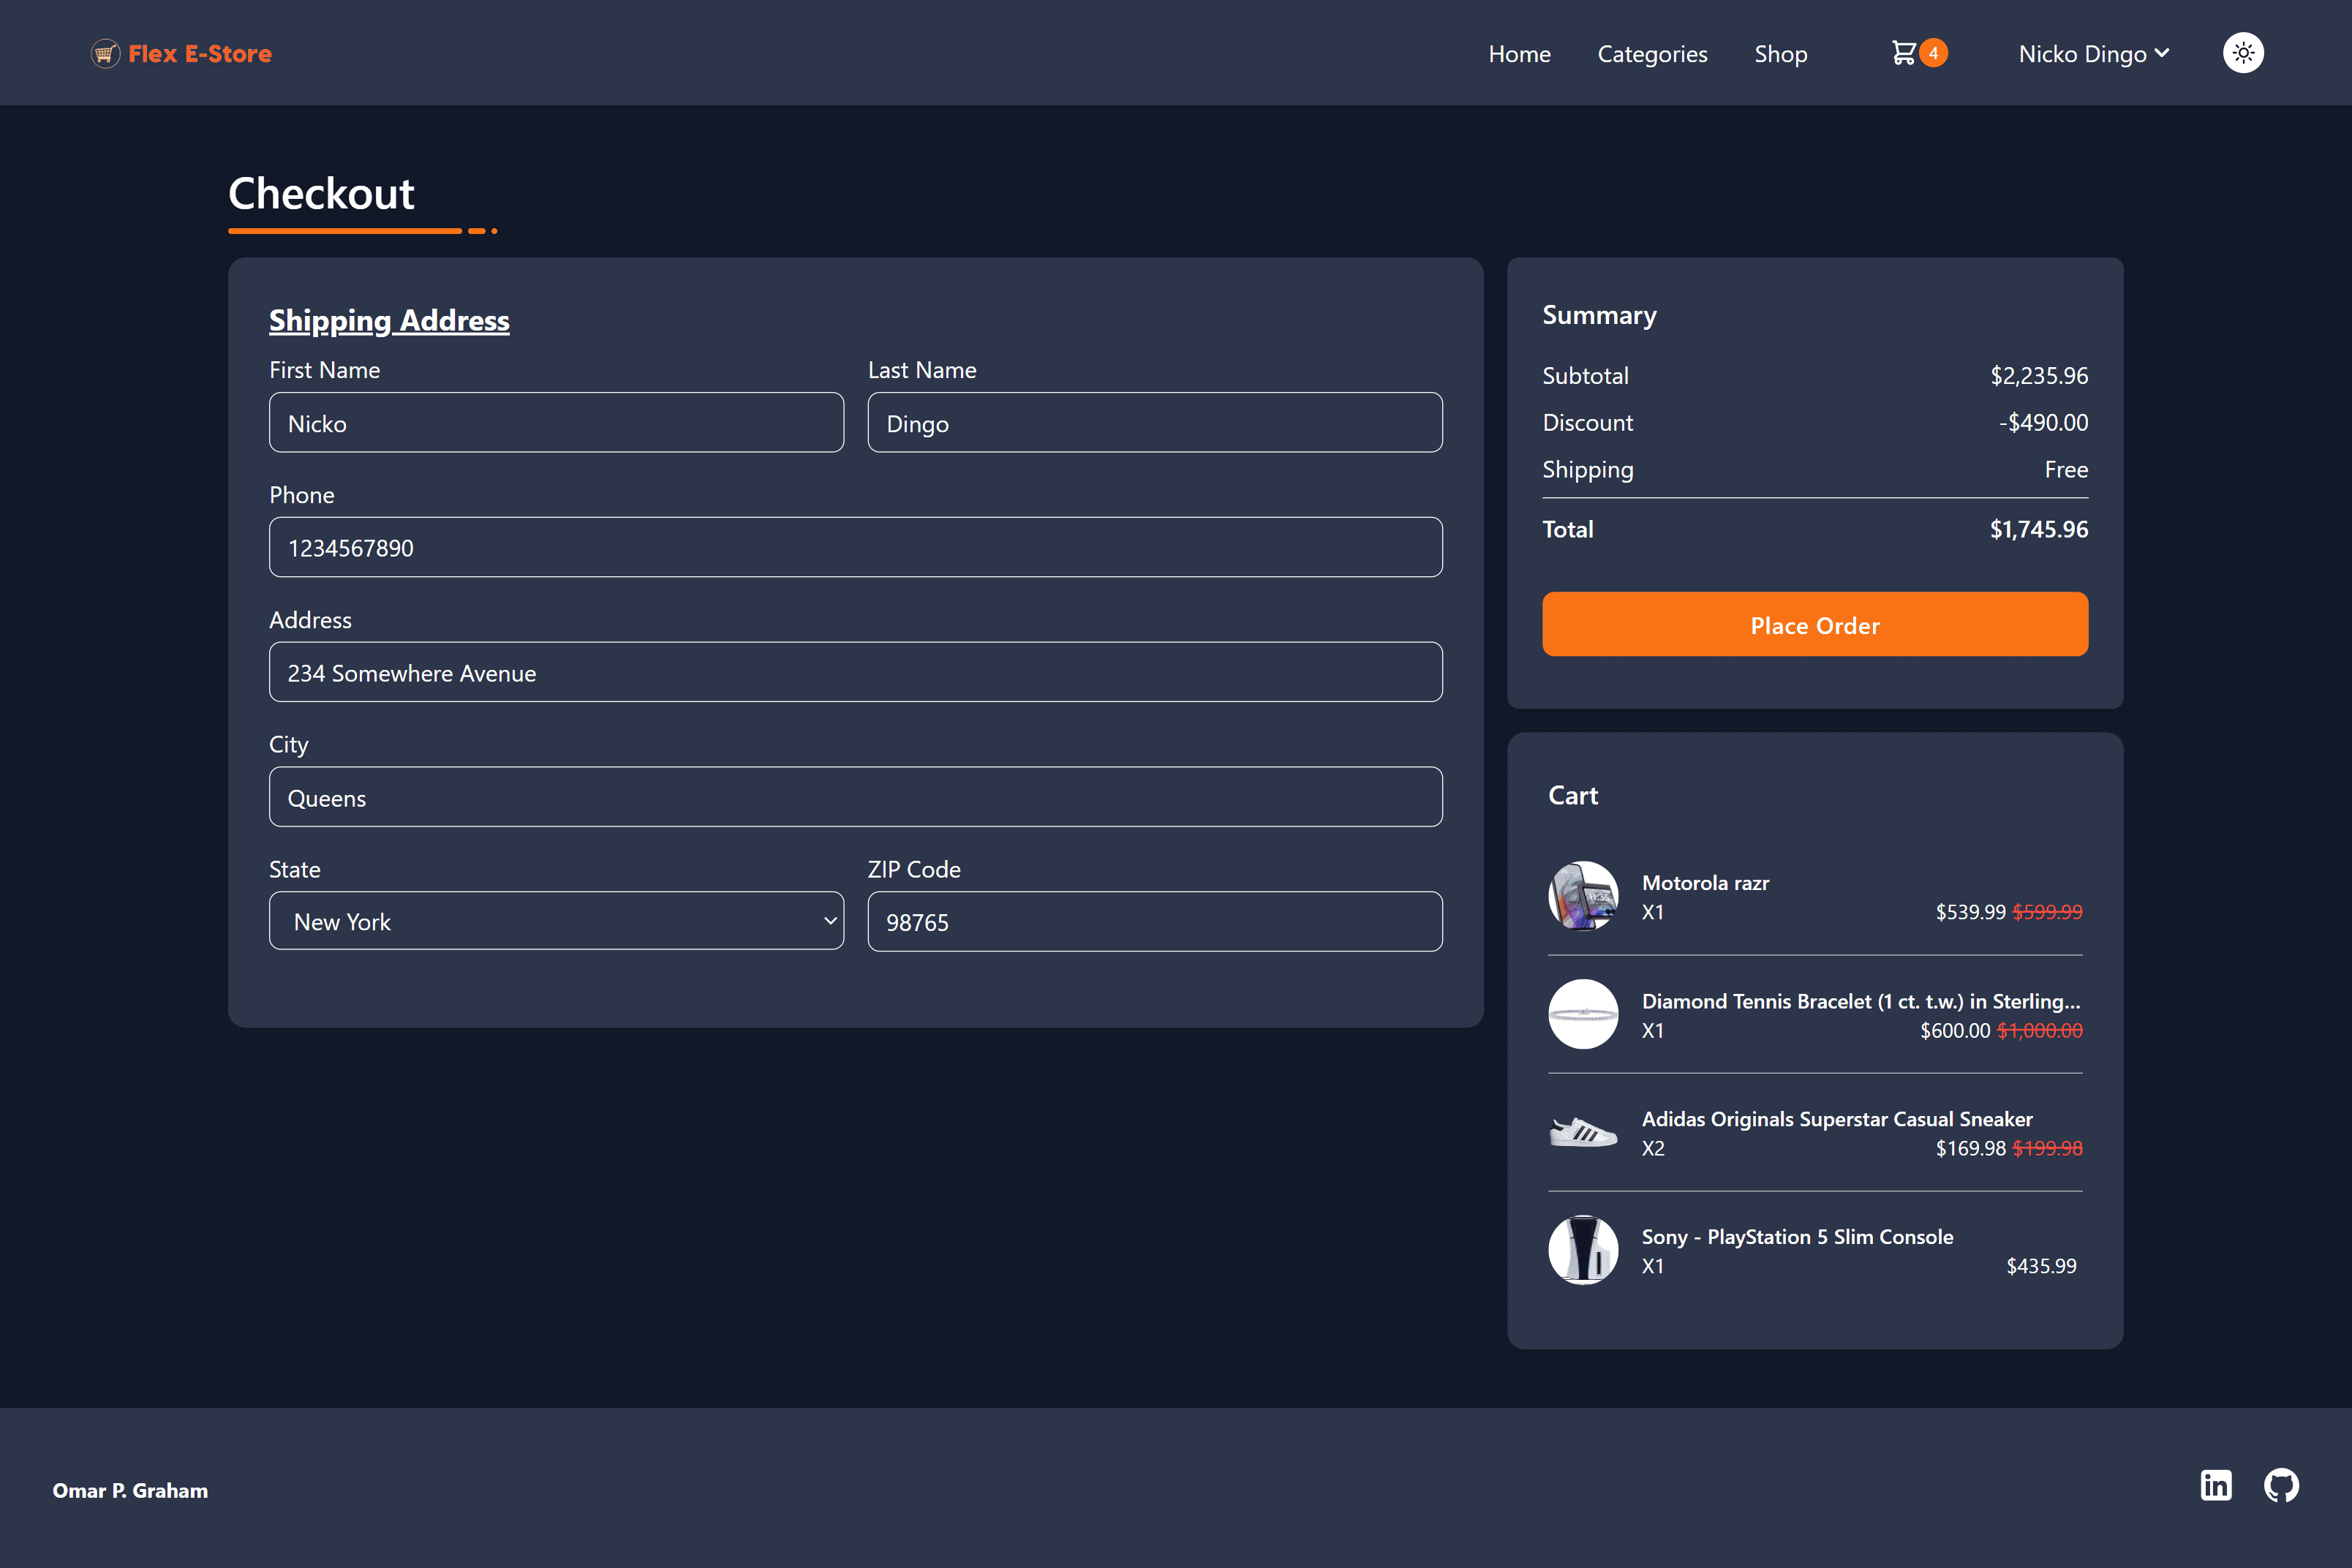 Flex E-Store
Home Categories Shop 4 Nicko Dingo
Checkout
Shipping Address
First Name Last Name
Nicko Dingo
Phone
1234567890
Address
234 Somewhere Avenue
City
Queens
State ZIP Code
New York 98765
Summary
Subtotal $2,235.96
Discount -$490.00
Shipping Free
Total $1,745.96
Place Order
Cart
Motorola razr
X1 $539.99 $599.99
Diamond Tennis Bracelet (1 ct. t.w.) in Sterling...
X1 $600.00 $1,000.00
Adidas Originals Superstar Casual Sneaker
X2 $169.98 $199.98
Sony - PlayStation 5 Slim Console
X1 $435.99
Omar P. Graham
in